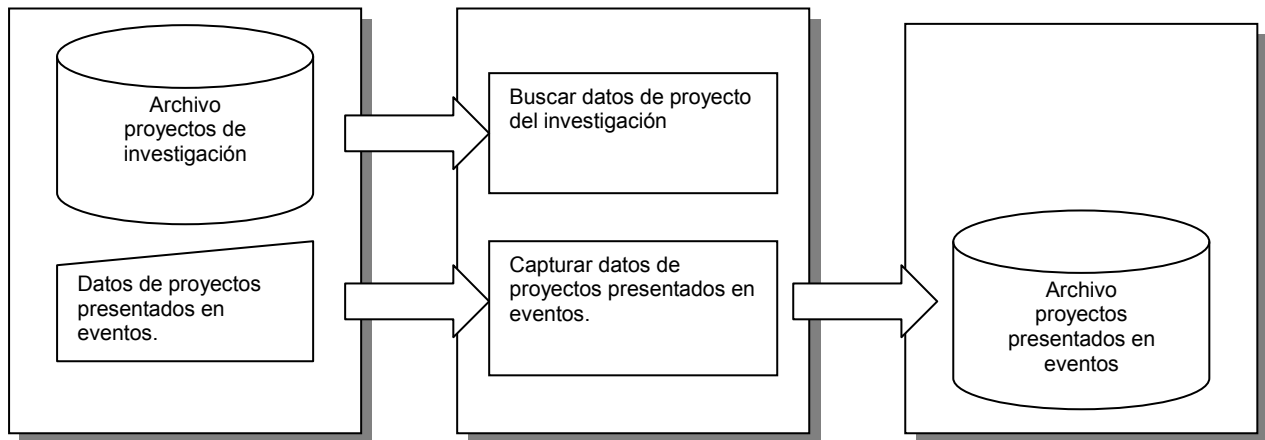 Archivo
proyectos de
investigación
Datos de proyectos
presentados en
eventos.
Buscar datos de proyecto
del investigación
Capturar datos de
proyectos presentados en
eventos.
Archivo
proyectos
presentados en
eventos